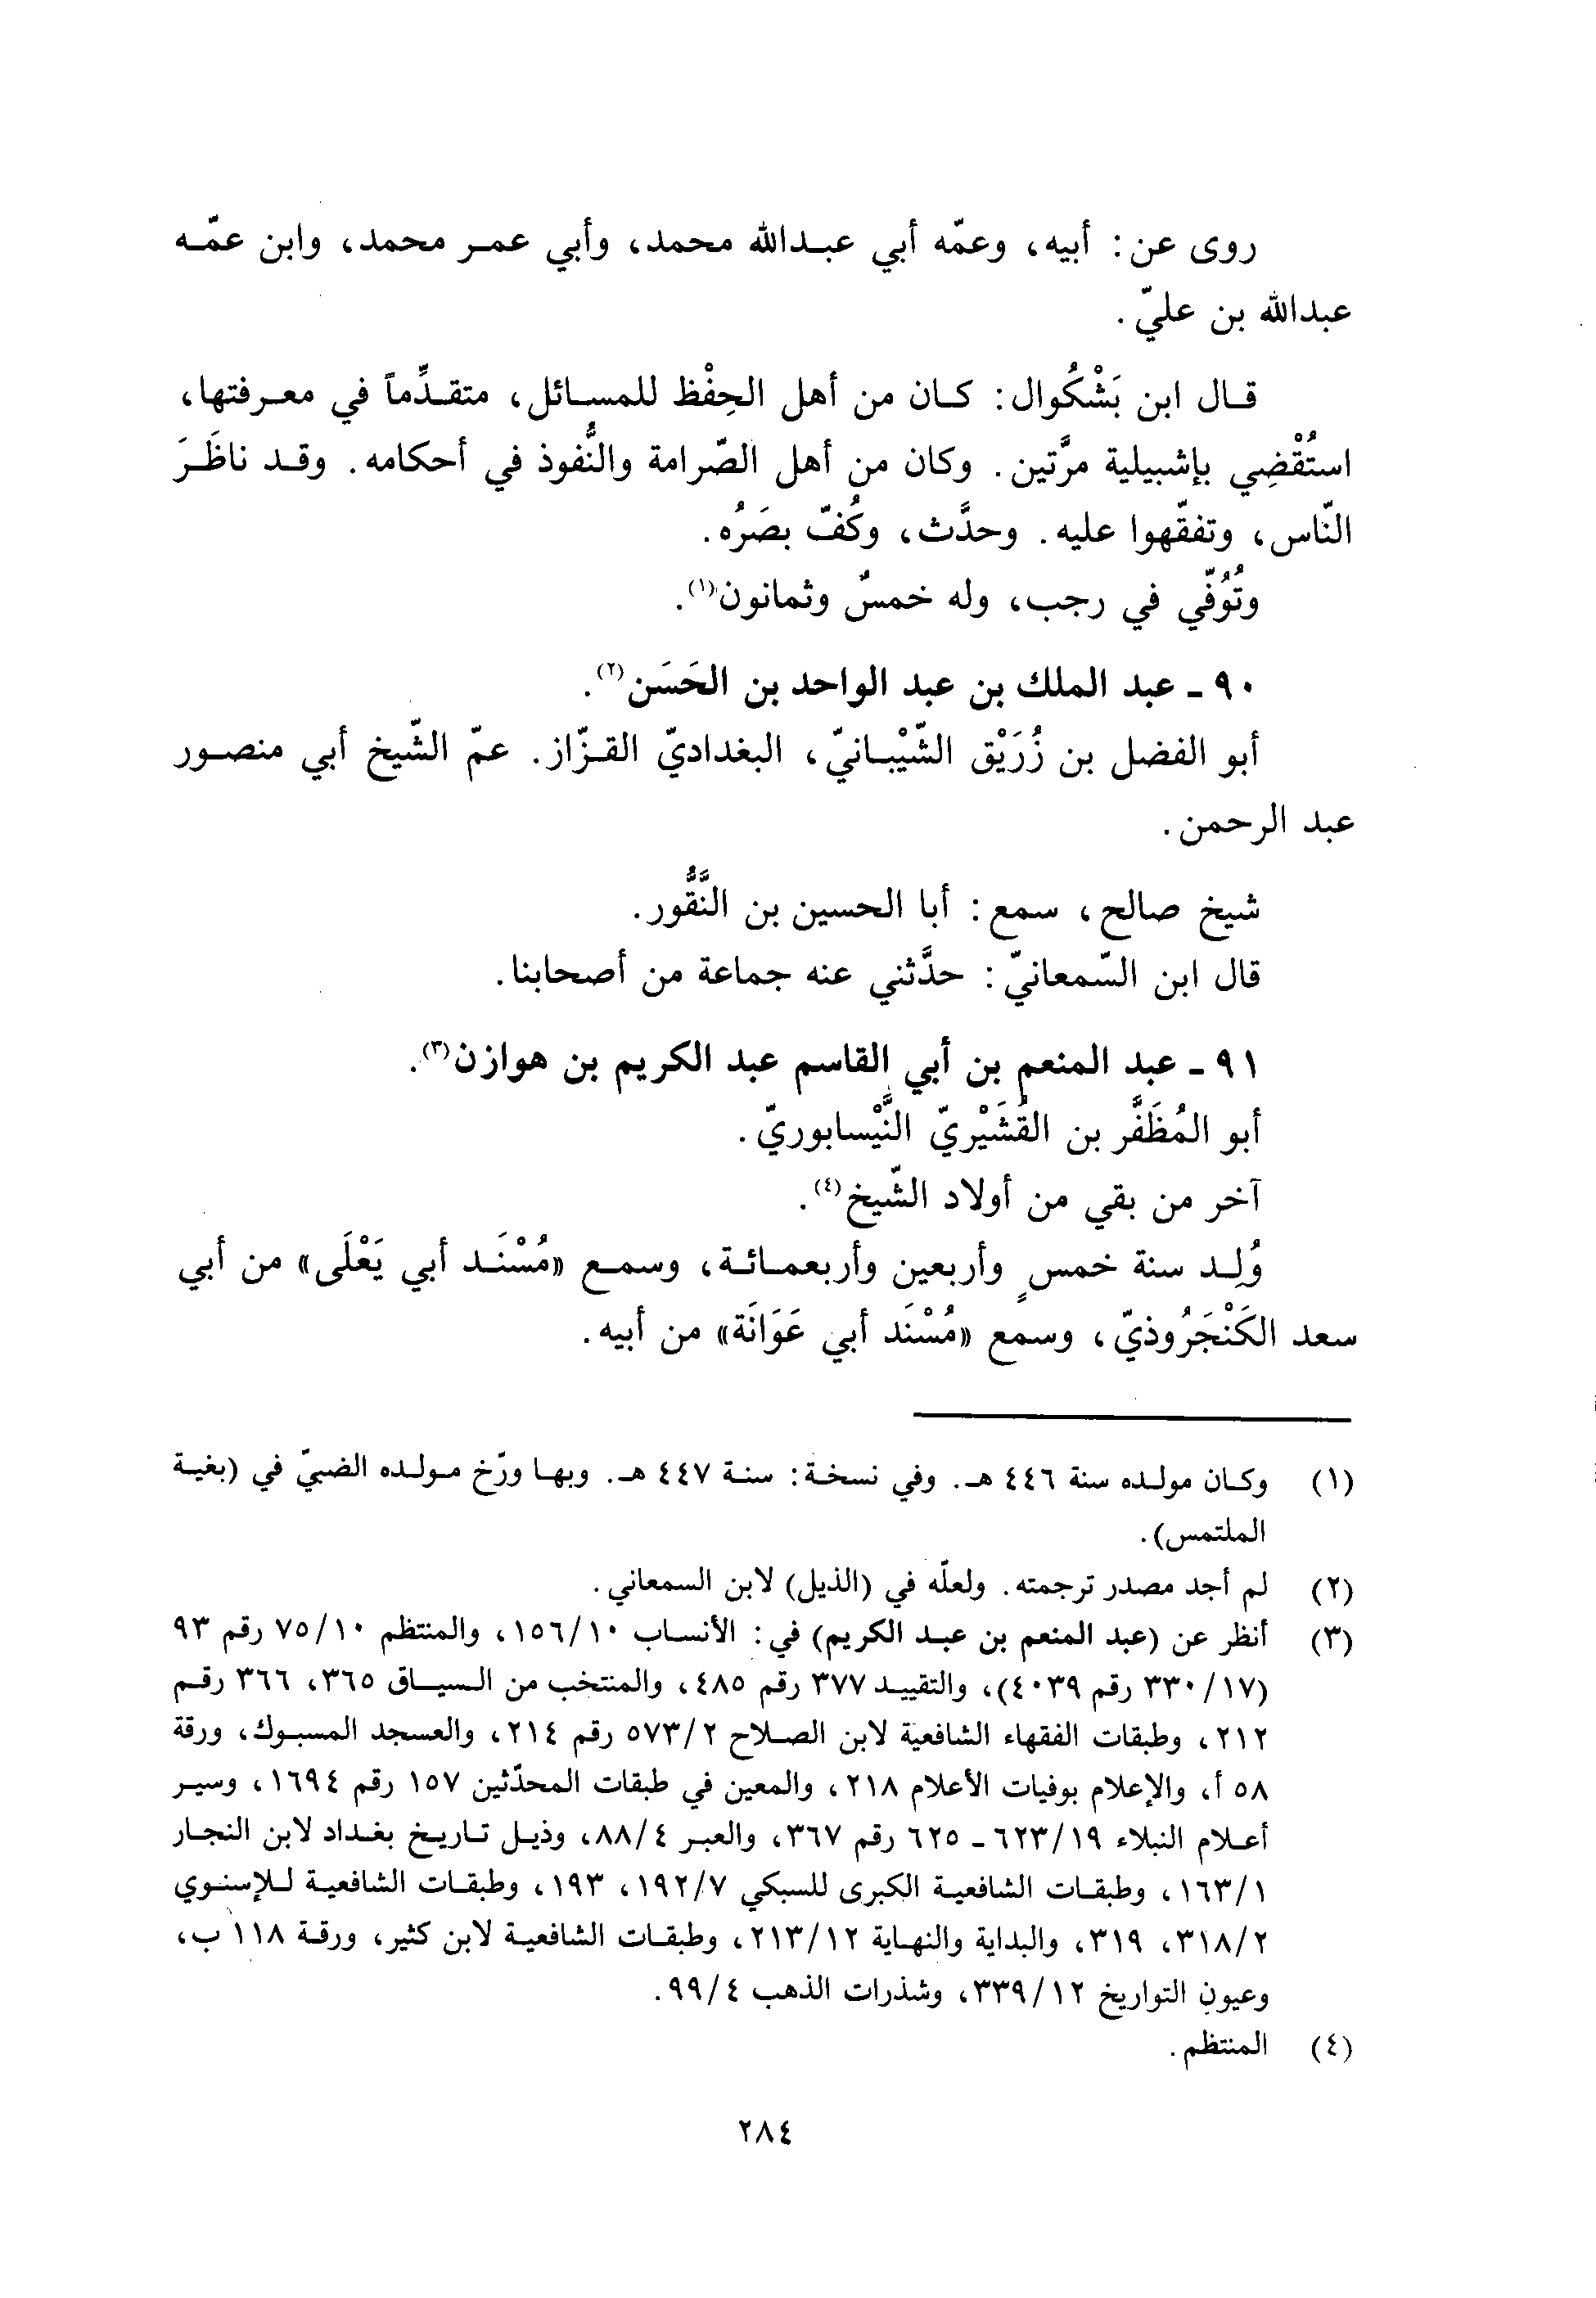 روى عن: أبيه، وعمّه أبي عبدالله محمد، وأبي عمر محمد، وابن عمّه
عبدالله بن عليّ.
قال ابن بَشْكُوال: كان من أهل الحِفْظ للمسائل، متقدِّماً في معرفتها،
استُقْضِي بإشبيلية مرَّتين. وكان من أهل الصّرامة والنُّفوذ في أحكامه. وقد ناظَرَ
النّاس، وتفقّهوا عليه. وحدَّث، وكُفّ بصَرُه.
وتُوُفّي في رجب، وله خمسٌ وثمانون(١).
٩٠ - عبد الملك بن عبد الواحد بن الحَسَن(٢).
أبو الفضل بن زُرَيْق الشّيْبانيّ، البغداديّ القزّاز. عمّ الشّيخ أبي منصور
عبد الرحمن.
شيخ صالح، سمع: أبا الحسين بن النَّقُّور.
قال ابن السّمعانيّ: حدَّثني عنه جماعة من أصحابنا.
٩١ - عبد المنعم بن أبي القاسم عبد الكريم بن هوازن(٣).
أبو المُظَفَّر بن القُشَيْريّ النَّيْسابوريّ.
آخر من بقي من أولاد الشّيخ(٤).
وُلِد سنة خمسٍ وأربعين وأربعمائة، وسمع «مُسْنَد أبي يَعْلَى» من أبي
سعد الكَنْجَرُوذيّ، وسمع «مُسْنَد أبي عَوَانَة» من أبيه.
(١) وكان مولده سنة ٤٤٦ هـ. وفي نسخة: سنة ٤٤٧ هـ. وبها ورّخ مولده الضبيّ في (بغية
الملتمس).
(٢) لم أجد مصدر ترجمته. ولعلّه في (الذيل) لابن السمعاني.
(٣) أنظر عن (عبد المنعم بن عبد الكريم) في: الأنساب ١٥٦/١٠، والمنتظم ٧٥/١٠ رقم ٩٣
(٣٣٠/١٧ رقم ٤٠٣٩)، والتقييد ٣٧٧ رقم ٤٨٥، والمنتخب من السياق ٣٦٥، ٣٦٦ رقم
٢١٢، وطبقات الفقهاء الشافعية لابن الصلاح ٥٧٣/٢ رقم ٢١٤، والعسجد المسبوك، ورقة
٥٨ أ، والإعلام بوفيات الأعلام ٢١٨، والمعين في طبقات المحدّثين ١٥٧ رقم ١٦٩٤، وسير
أعلام النبلاء ٦٢٣/١٩ - ٦٢٥ رقم ٣٦٧، والعبر ٨٨/٤، وذيل تاريخ بغداد لابن النجار
١٦٣/١، وطبقات الشافعية الكبرى للسبكي ١٩٢/٧، ١٩٣، وطبقات الشافعية للإسنوي
٣١٨/٢، ٣١٩، والبداية والنهاية ٢١٣/١٢، وطبقات الشافعية لابن كثير، ورقة ١١٨ ب،
وعيون التواريخ ٣٣٩/١٢، وشذرات الذهب ٩٩/٤.
(٤) المنتظم.
٢٨٤